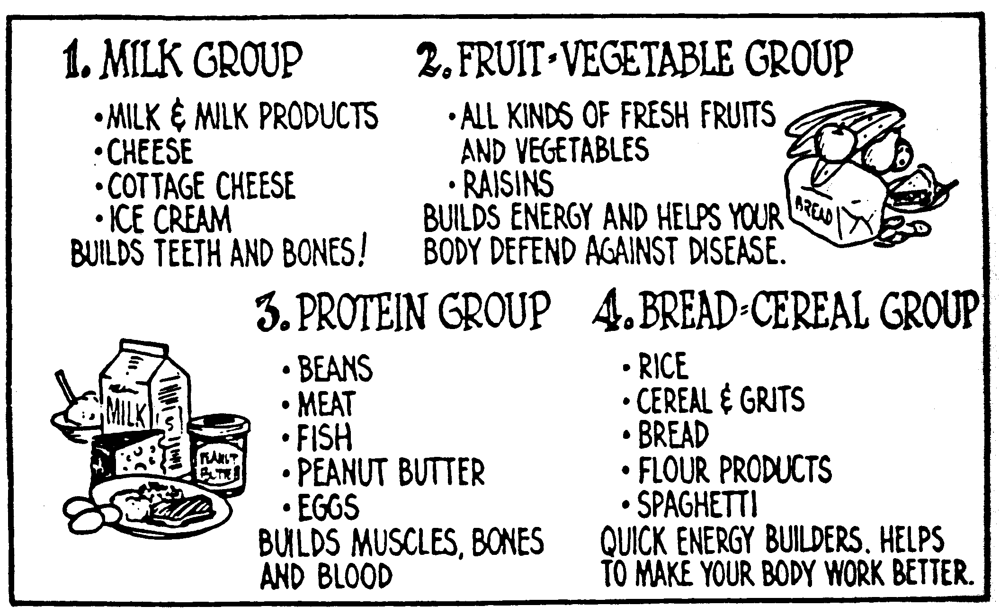 1. MILK GROUP
• MILK & MILK PRODUCTS
• CHEESE
• COTTAGE CHEESE
• ICE CREAM
BUILDS TEETH AND BONES!
2. FRUIT-VEGETABLE GROUP
• ALL KINDS OF FRESH FRUITS
AND VEGETABLES
• RAISINS
BUILDS ENERGY AND HELPS YOUR
BODY DEFEND AGAINST DISEASE.
BREAD
3. PROTEIN GROUP
• BEANS
• MEAT
• FISH
• PEANUT BUTTER
• EGGS
BUILDS MUSCLES, BONES
AND BLOOD
MILK
PEANUT
BUTTER
4. BREAD=CEREAL GROUP
• RICE
• CEREAL & GRITS
• BREAD
• FLOUR PRODUCTS
• SPAGHETTI
QUICK ENERGY BUILDERS. HELPS
TO MAKE YOUR BODY WORK BETTER.